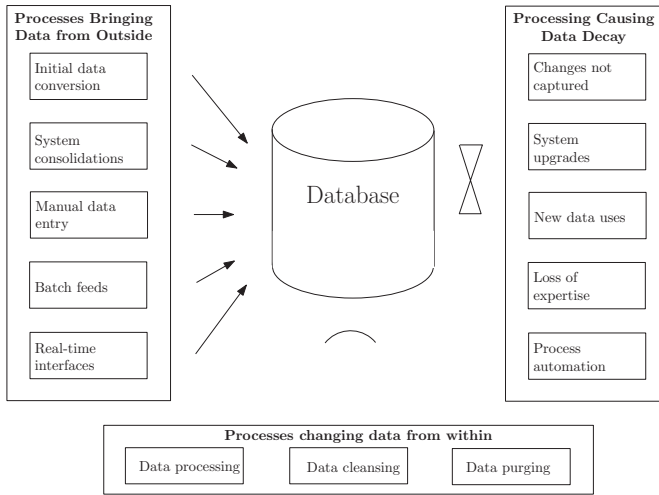 Processes Bringing
Data from Outside
Initial data
conversion
System
consolidations
Manual data
entry
Batch feeds
Real-time
interfaces
Database
Processing Causing
Data Decay
Changes not
captured
System
upgrades
New data uses
Loss of
expertise
Process
automation
Processes changing data from within
Data processing
Data cleansing
Data purging